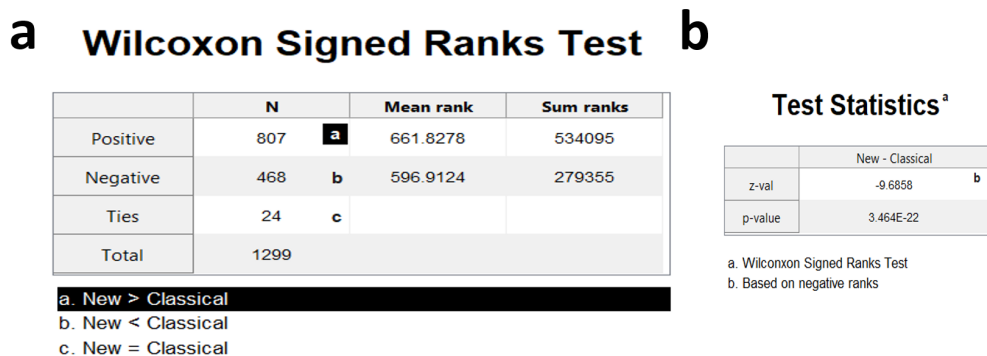 a
Wilcoxon Signed Ranks Test
N Mean rank Sum ranks
Positive 807 a 661.8278 534095
Negative 468 b 596.9124 279355
Ties 24 c
Total 1299
a. New > Classical
b. New < Classical
c. New = Classical
b
Test Statistics a
New - Classical
z-val -9.6858 b
p-value 3.464E-22
a. Wilconxon Signed Ranks Test
b. Based on negative ranks